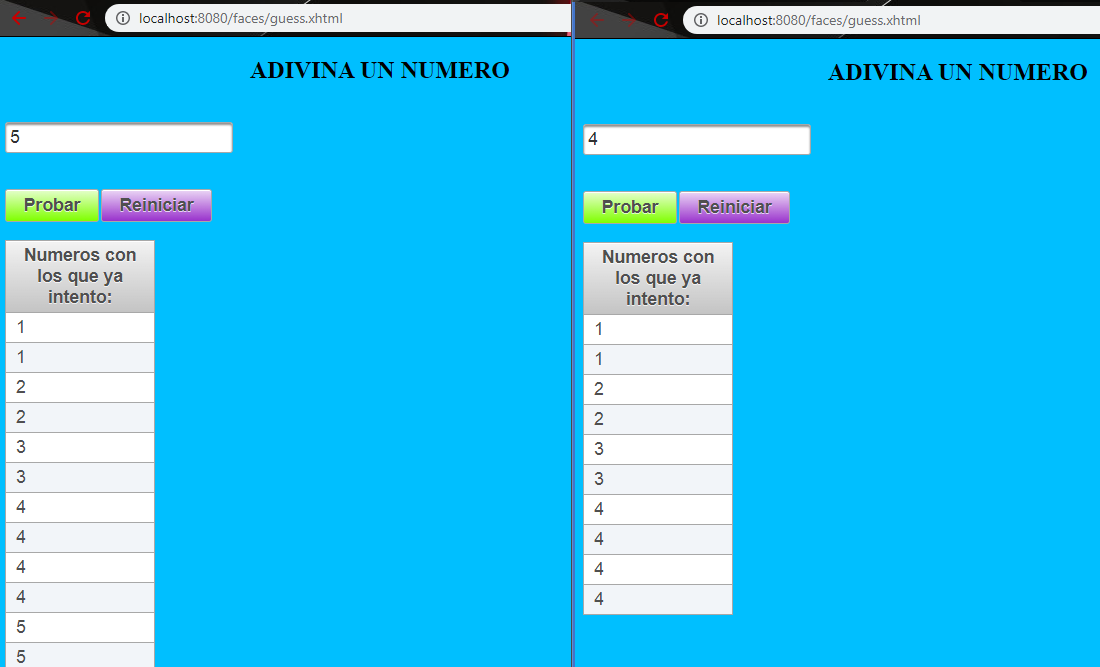 localhost:8080/faces/guess.xhtml
ADIVINA UN NUMERO
5
Probar Reiniciar
Numeros con
los que ya
intento:
1
1
2
2
3
3
4
4
4
4
5
5
localhost:8080/faces/guess.xhtml
ADIVINA UN NUMERO
4
Probar Reiniciar
Numeros con
los que ya
intento:
1
1
2
2
3
3
4
4
4
4